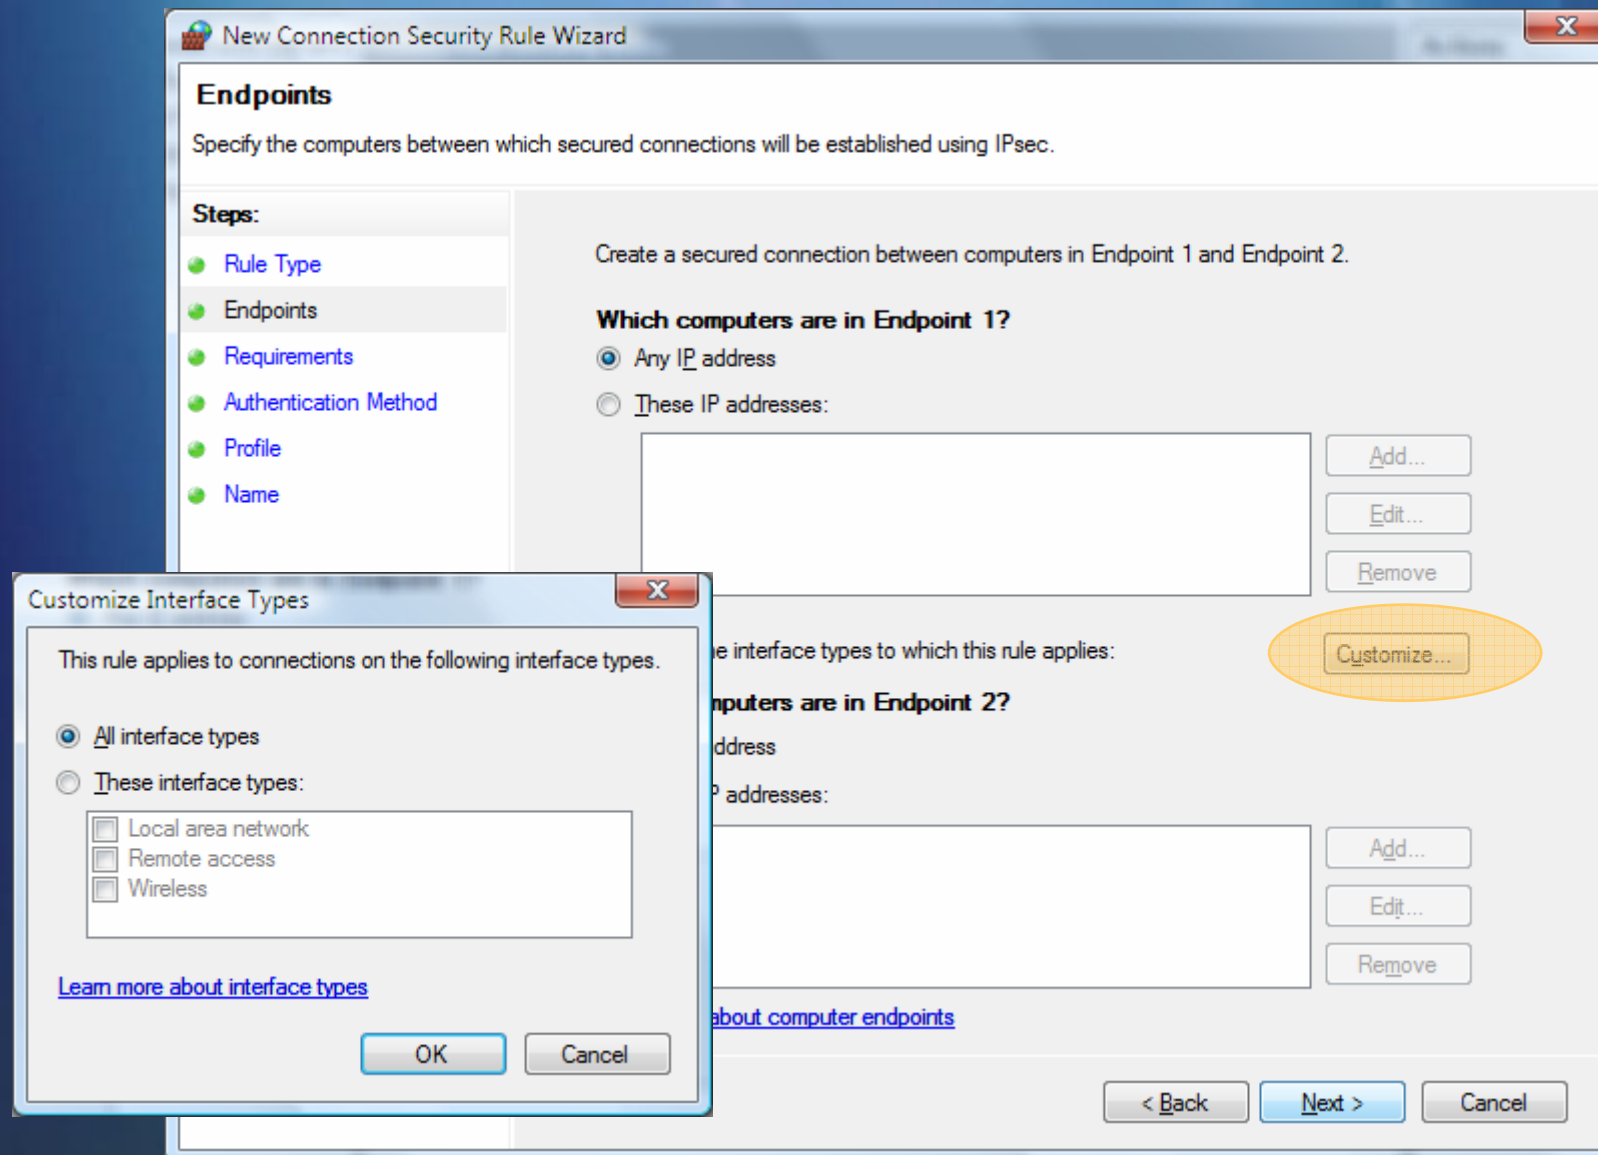 New Connection Security Rule Wizard
Endpoints
Specify the computers between which secured connections will be established using IPsec.
Steps:
Rule Type
Endpoints
Requirements
Authentication Method
Profile
Name
Create a secured connection between computers in Endpoint 1 and Endpoint 2.
Which computers are in Endpoint 1?
Any IP address
These IP addresses:
Add...
Edit...
Remove
interface types to which this rule applies:
Customize...
are in Endpoint 2?
addresses:
Add...
Edit...
Remove
about computer endpoints
< Back
Next >
Cancel
Customize Interface Types
This rule applies to connections on the following interface types.
All interface types
These interface types:
Local area network
Remote access
Wireless
Learn more about interface types
OK
Cancel